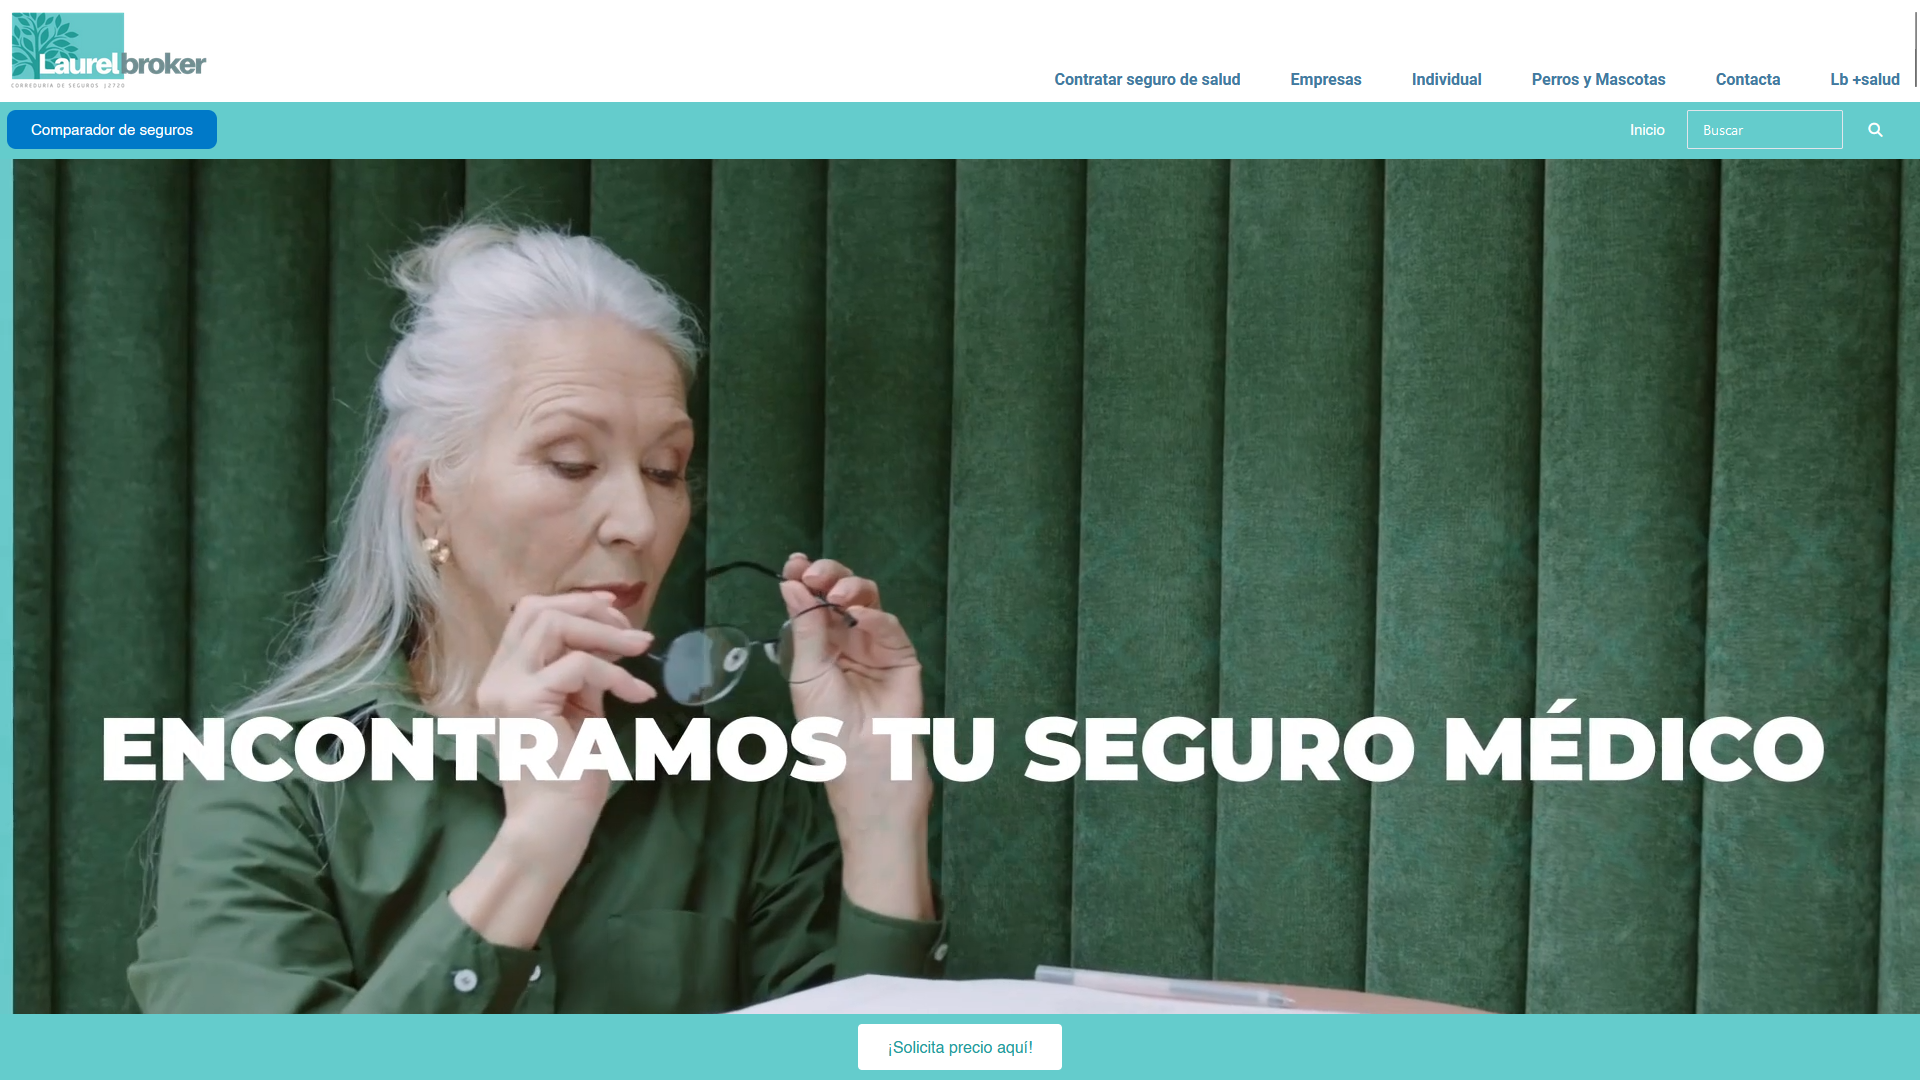 Laurelbroker
CORREDURÍA DE SEGUROS | J2720
Contratar seguro de salud
Empresas
Individual
Perros y Mascotas
Contacta
Lb +salud
Comparador de seguros
Inicio
Buscar
ENCONTRAMOS TU SEGURO MÉDICO
¡Solicita precio aquí!